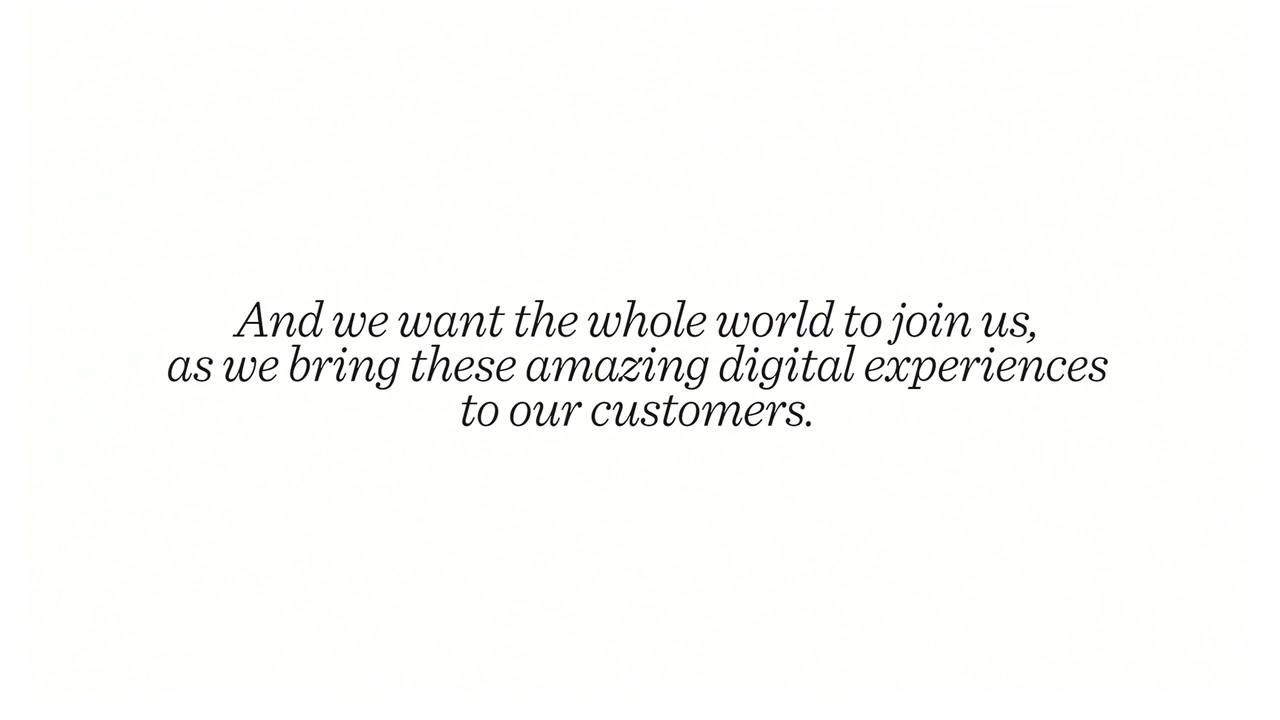 And we want the whole world to join us,
as we bring these amazing digital experiences
to our customers.